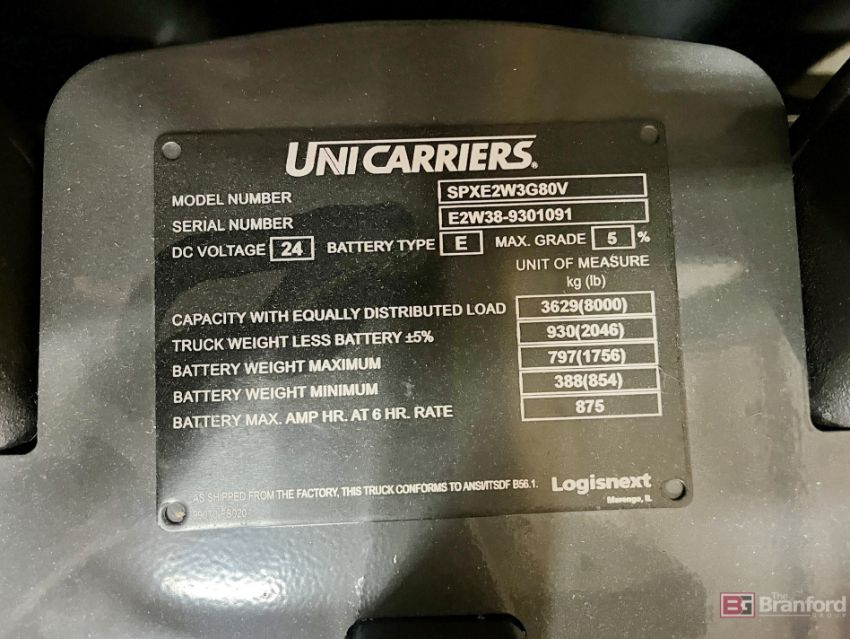 UNICARRIERS®
MODEL NUMBER SPXE2W3G80V
SERIAL NUMBER E2W38-9301091
DC VOLTAGE 24 BATTERY TYPE E MAX. GRADE 5 %
UNIT OF MEASURE
kg (lb)
CAPACITY WITH EQUALLY DISTRIBUTED LOAD 3629(8000)
TRUCK WEIGHT LESS BATTERY ±5% 930(2046)
BATTERY WEIGHT MAXIMUM 797(1756)
BATTERY WEIGHT MINIMUM 388(854)
BATTERY MAX. AMP HR. AT 6 HR. RATE 875
AS SHIPPED FROM THE FACTORY, THIS TRUCK CONFORMS TO ANSI/ITSDF B56.1. Logisnext
Marengo, IL
BG The Branford GROUP